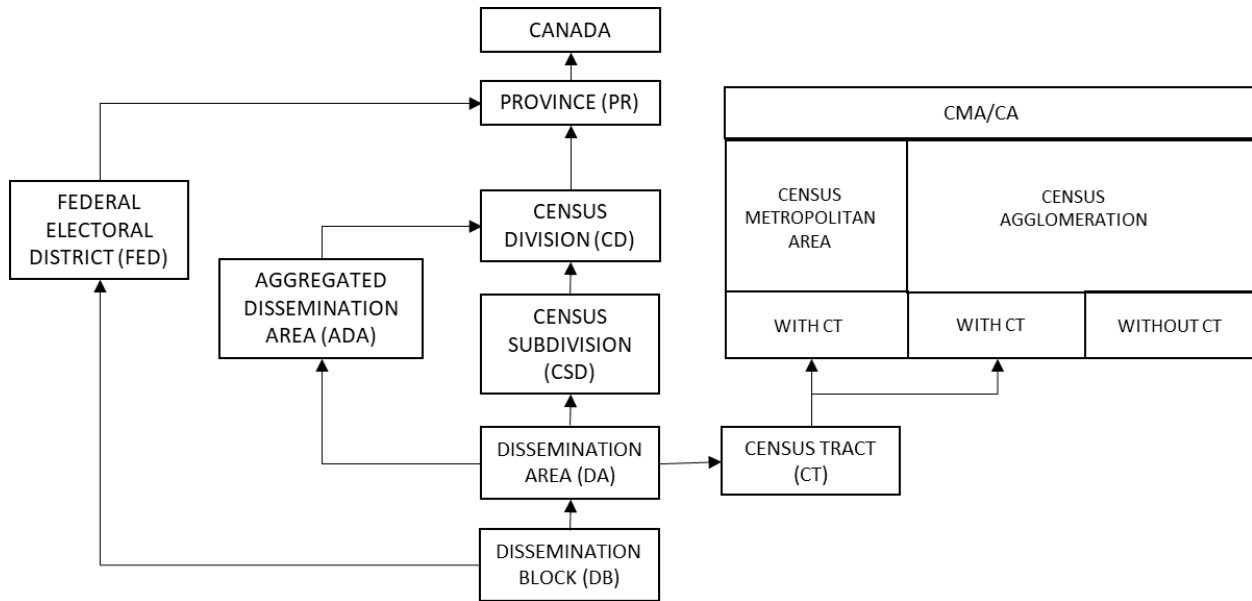 CANADA
PROVINCE (PR)
CMA/CA
FEDERAL
ELECTORAL
DISTRICT (FED)
CENSUS
DIVISION (CD)
CENSUS
METROPOLITAN
AREA
CENSUS
AGGLOMERATION
AGGREGATED
DISSEMINATION
AREA (ADA)
CENSUS
SUBDIVISION
(CSD)
WITH CT
WITH CT
WITHOUT CT
DISSEMINATION
AREA (DA)
CENSUS TRACT
(CT)
DISSEMINATION
BLOCK (DB)